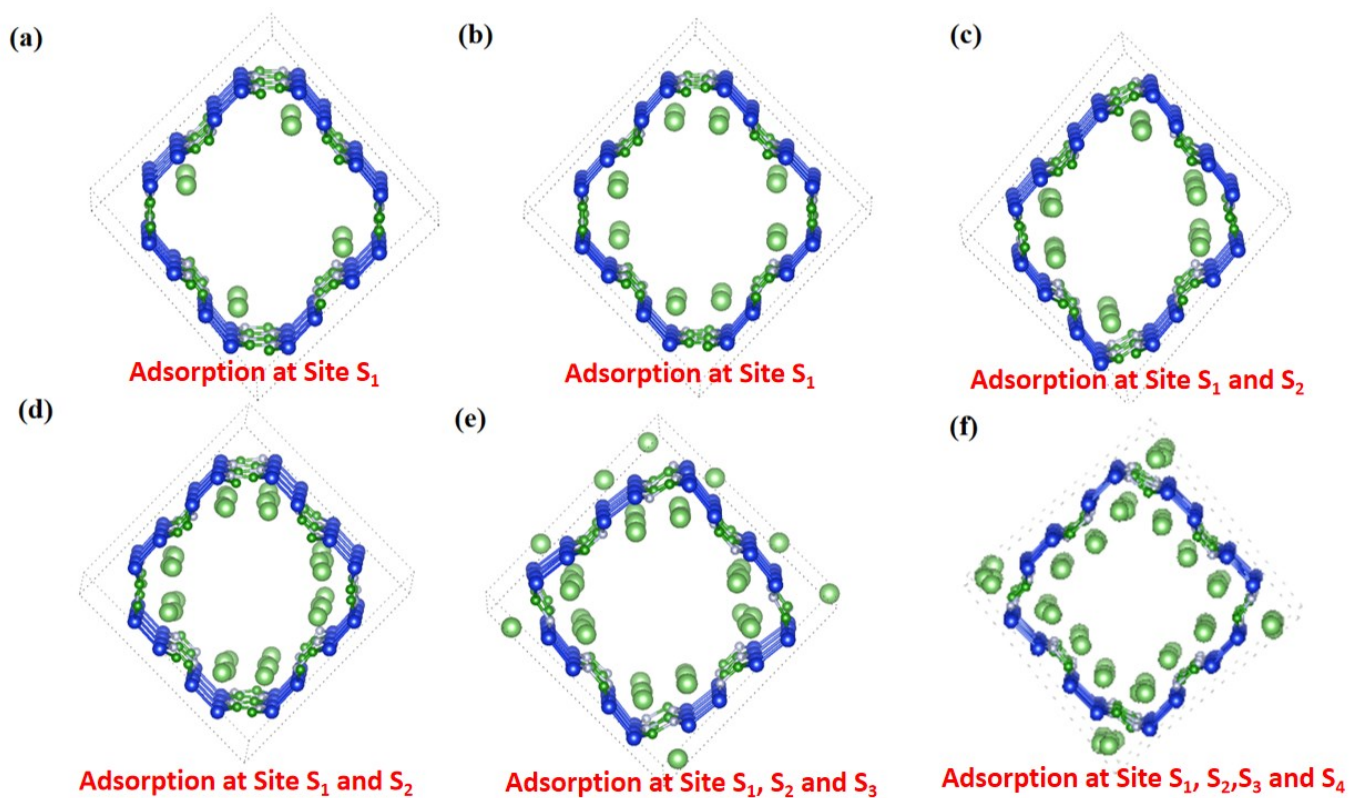 (a)
(b)
(c)
Adsorption at Site S₁
Adsorption at Site S₁
Adsorption at Site S₁ and S₂
(d)
(e)
(f)
Adsorption at Site S₁ and S₂
Adsorption at Site S₁, S₂ and S₃
Adsorption at Site S₁, S₂,S₃ and S₄